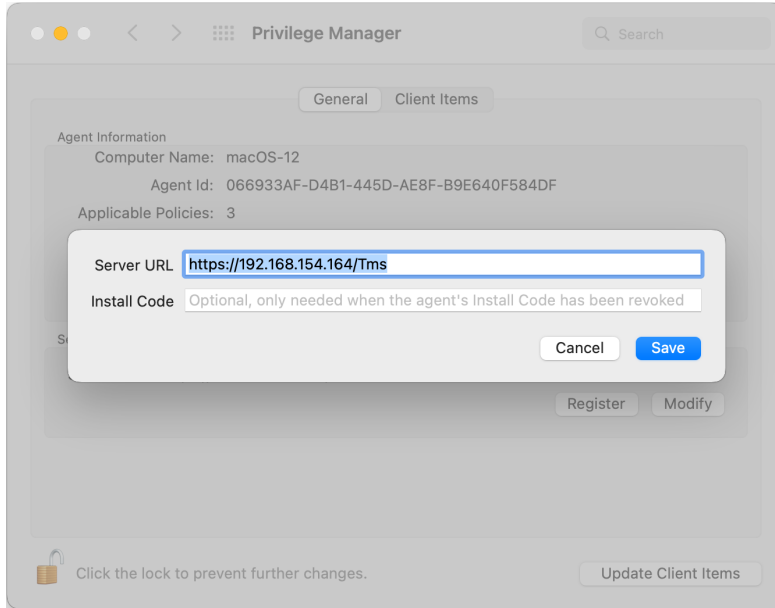 Privilege Manager
Search
General Client Items
Agent Information
Computer Name: macOS-12
Agent Id: 066933AF-D4B1-445D-AE8F-B9E640F584DF
Applicable Policies: 3
Server URL https://192.168.154.164/Tms
Install Code Optional, only needed when the agent's Install Code has been revoked
Cancel Save
Register Modify
Click the lock to prevent further changes.
Update Client Items